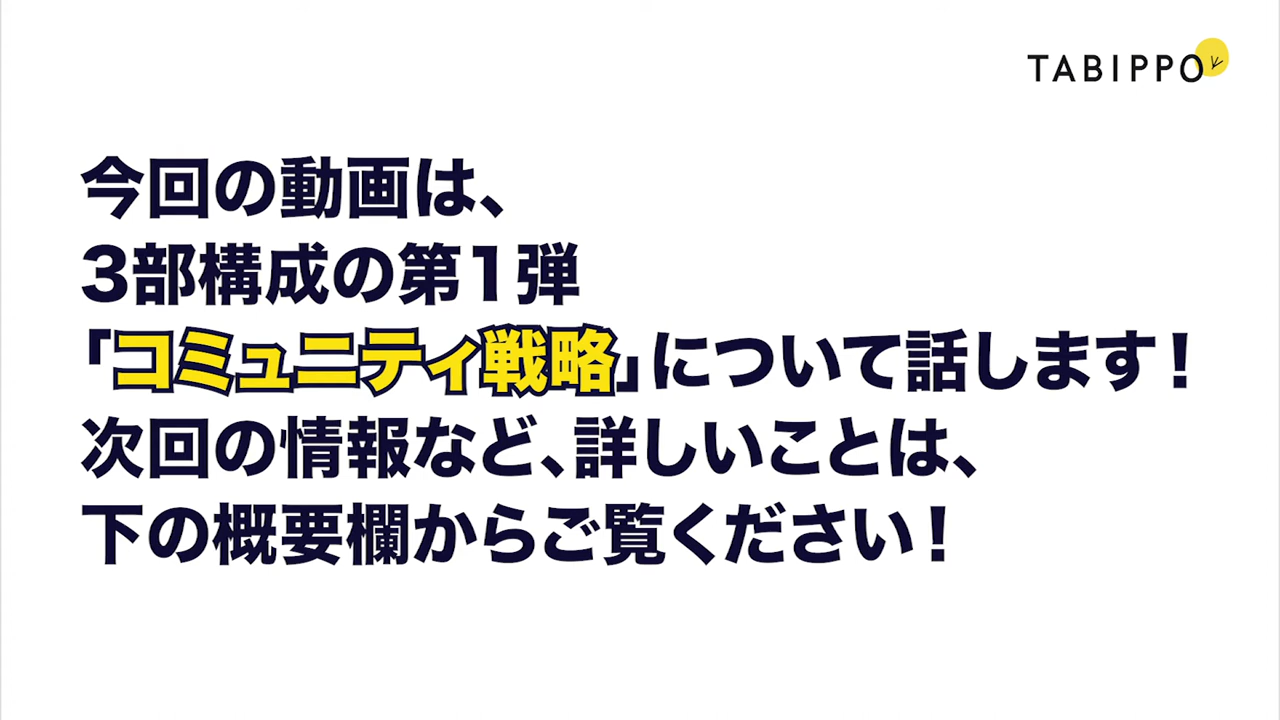 TABIPPO
今回の動画は、
3部構成の第1弾
「コミュニティ戦略」について話します！
次回の情報など、詳しいことは、
下の概要欄からご覧ください！